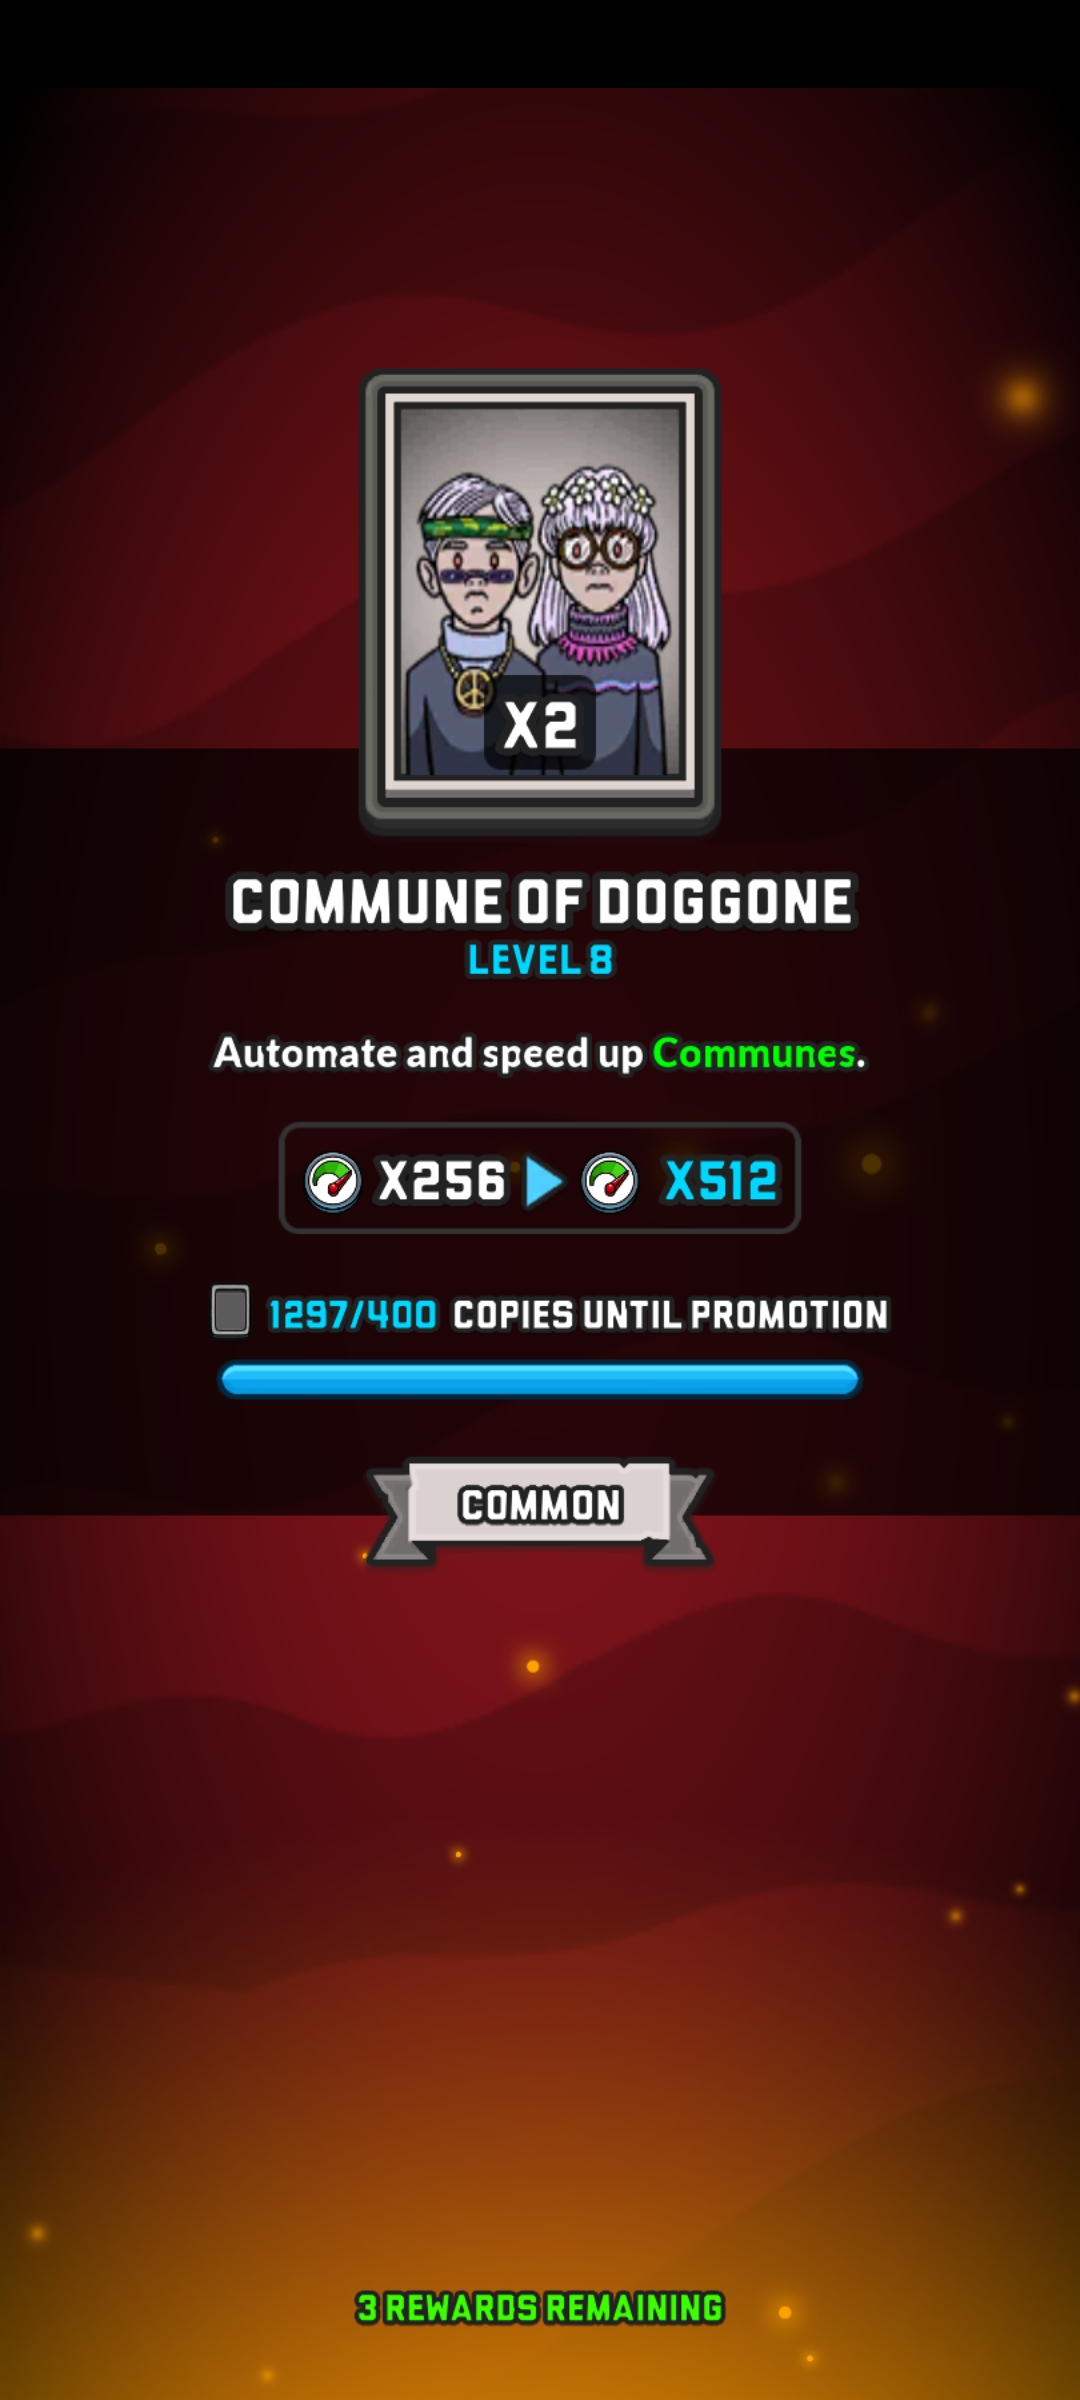 X2
COMMUNE OF DOGGONE
LEVEL 8
Automate and speed up Communes.
X256 X512
1297/400 COPIES UNTIL PROMOTION
COMMON
3 REWARDS REMAINING